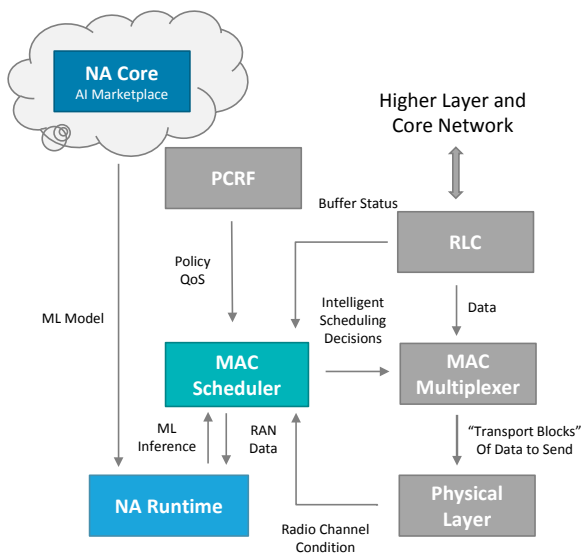 NA Core
AI Marketplace
Higher Layer and
Core Network
PCRF
Buffer Status
RLC
Policy
QoS
Intelligent
Scheduling
Decisions
Data
ML Model
MAC
Scheduler
MAC
Multiplexer
ML
Inference
RAN
Data
“Transport Blocks”
Of Data to Send
NA Runtime
Physical
Layer
Radio Channel
Condition